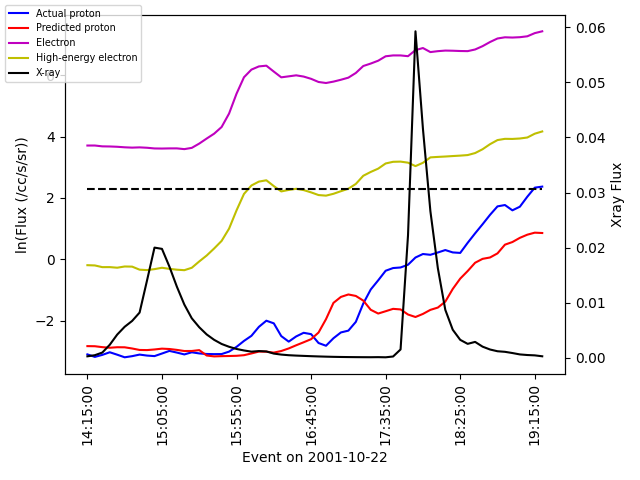 Actual proton
Predicted proton
Electron
High-energy electron
X-ray
6
4
2
0
−2
ln(Flux (/cc/s/sr))
0.06
0.05
0.04
0.03
0.02
0.01
0.00
Xray Flux
14:15:00
15:05:00
15:55:00
16:45:00
17:35:00
18:25:00
19:15:00
Event on 2001-10-22